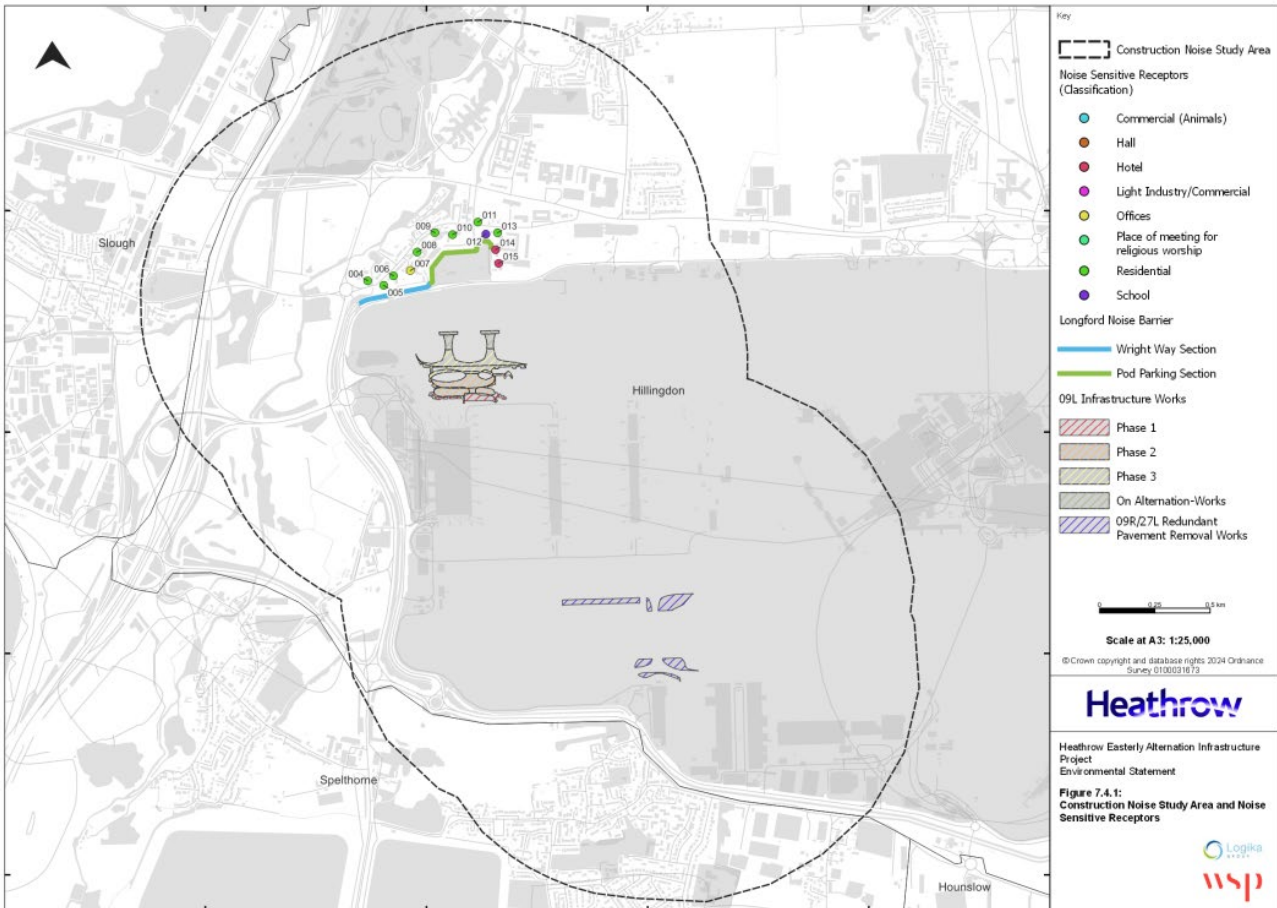 Slough
009
010
011
013
012
014
015
008
007
006
004
005
Hillingdon
Spelthorne
Hounslow
Key
Construction Noise Study Area
Noise Sensitive Receptors
(Classification)
Commercial (Animals)
Hall
Hotel
Light Industry/Commercial
Offices
Place of meeting for
religious worship
Residential
School
Longford Noise Barrier
Wright Way Section
Pod Parking Section
09L Infrastructure Works
Phase 1
Phase 2
Phase 3
On Alternation-Works
09R/27L Redundant
Pavement Removal Works
0 0.25 0.5 km
Scale at A3: 1:25,000
© Crown copyright and database rights 2024 Ordnance
Survey 0100031673
Heathrow
Heathrow Easterly Alternation Infrastructure
Project
Environmental Statement
Figure 7.4.1:
Construction Noise Study Area and Noise
Sensitive Receptors
Logika
GROUP
wsp